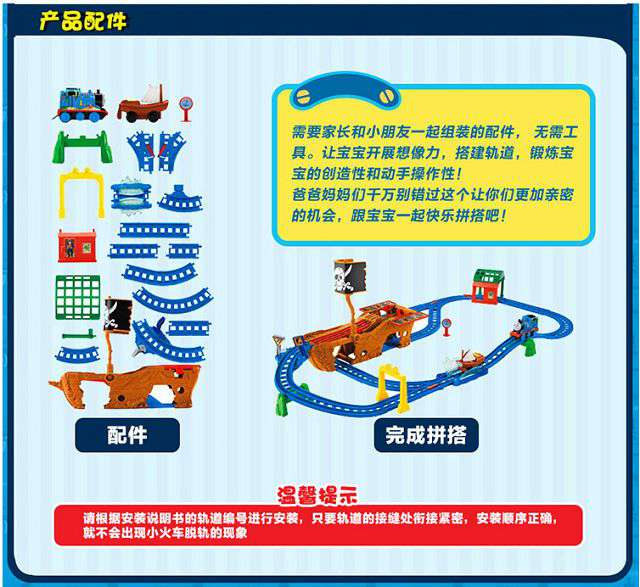 产品配件
需要家长和小朋友一起组装的配件， 无需工
具。让宝宝开展想像力，搭建轨道，锻炼宝
宝的创造性和动手操作性！
爸爸妈妈们千万别错过这个让你们更加亲密
的机会，跟宝宝一起快乐拼搭吧！
配件
完成拼搭
温馨提示
请根据安装说明书的轨道编号进行安装，只要轨道的接缝处衔接紧密，安装顺序正确，
就不会出现小火车脱轨的现象